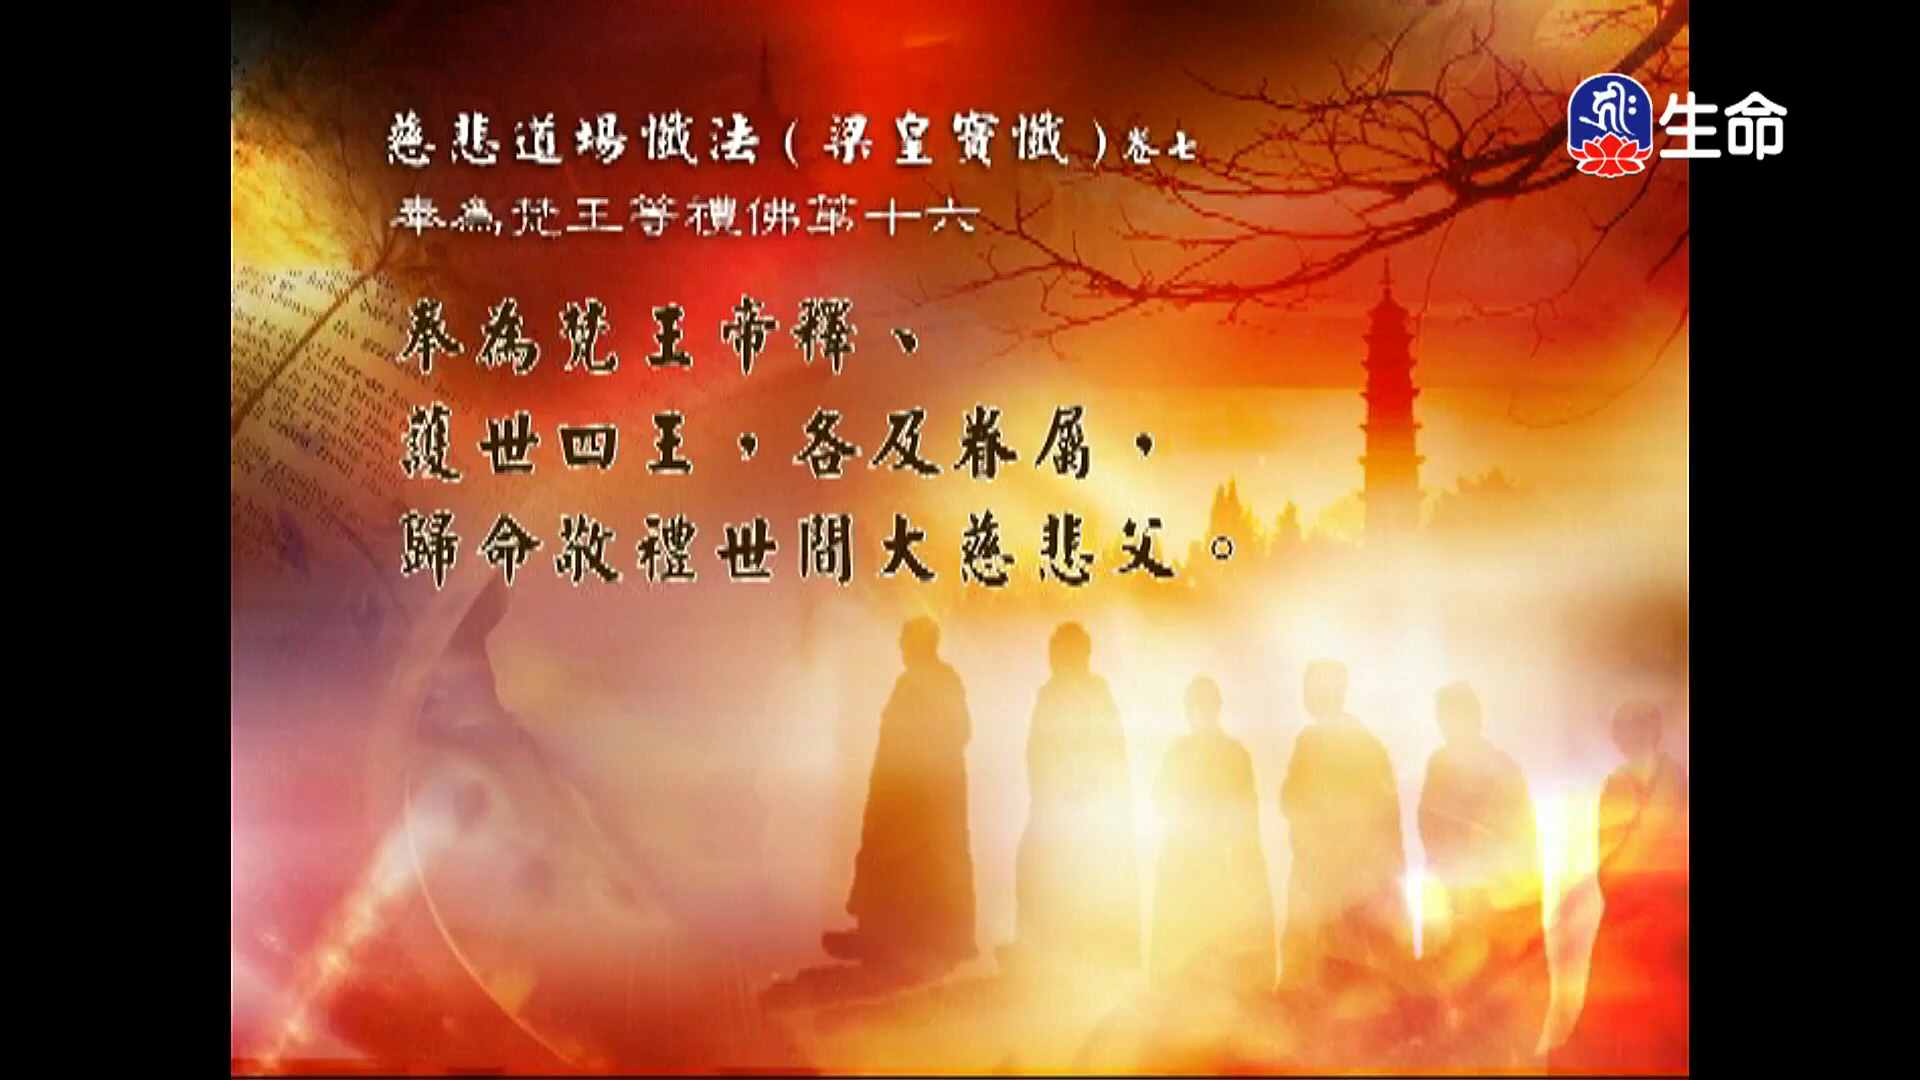 慈悲道場懺法(梁皇寶懺)卷七
奉為梵王等禮佛第十六
奉為梵王帝釋、
護世四王,各及眷屬,
歸命敬禮世間大慈悲父。
生命